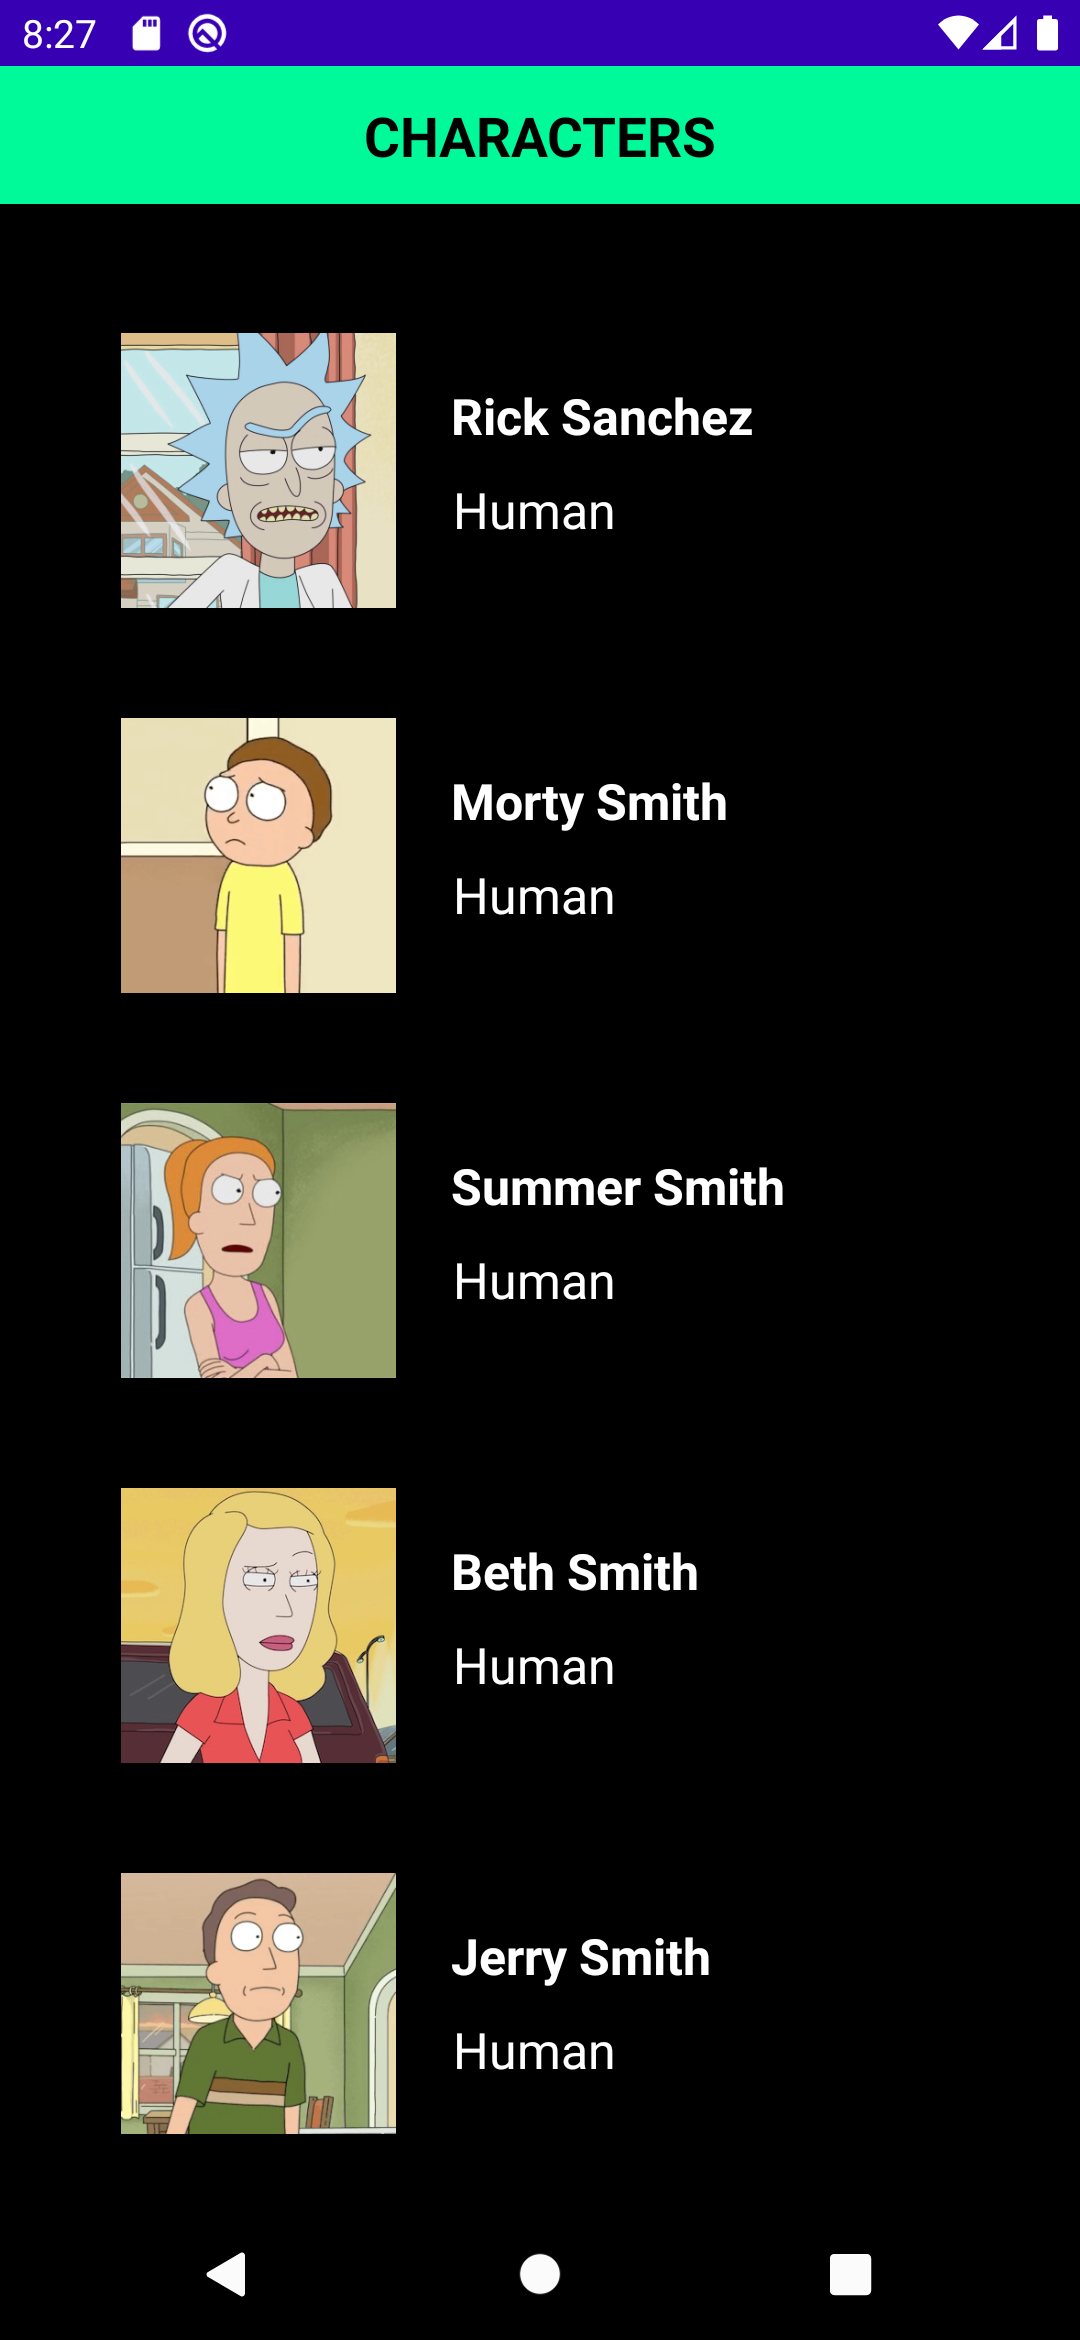 8:27
CHARACTERS
Rick Sanchez
Human
Morty Smith
Human
Summer Smith
Human
Beth Smith
Human
Jerry Smith
Human